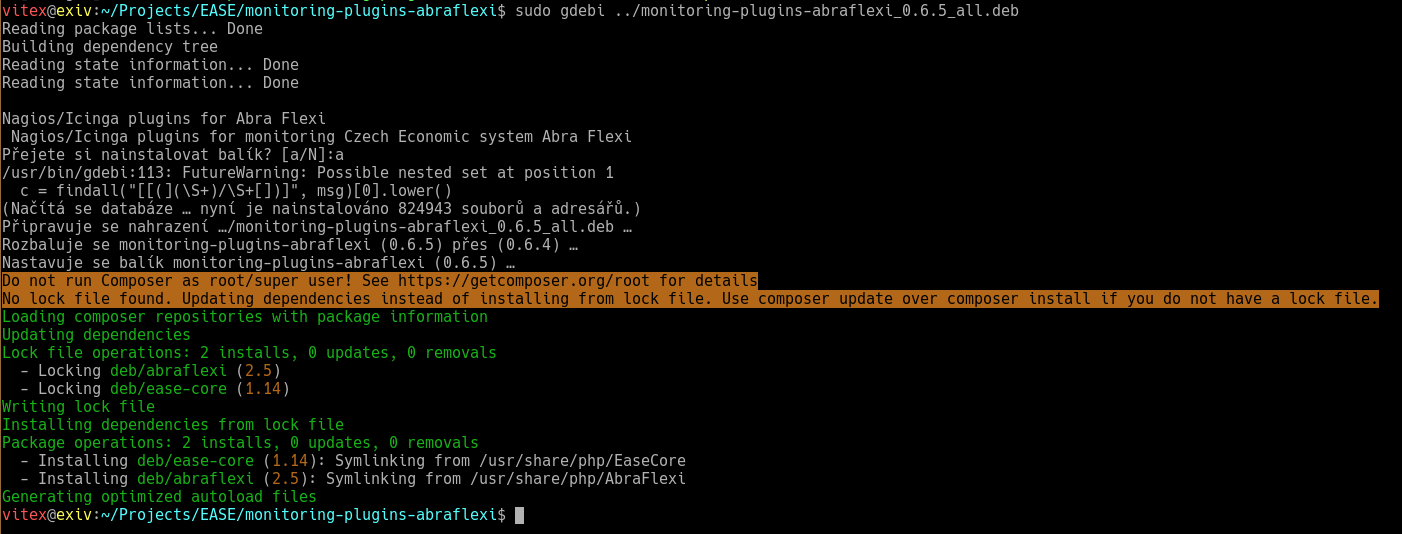 vitex@exiv:~/Projects/EASE/monitoring-plugins-abraflexi$ sudo gdebi ../monitoring-plugins-abraflexi_0.6.5_all.deb
Reading package lists... Done
Building dependency tree
Reading state information... Done
Reading state information... Done

Nagios/Icinga plugins for Abra Flexi
 Nagios/Icinga plugins for monitoring Czech Economic system Abra Flexi
Přejete si nainstalovat balík? [a/N]:a
/usr/bin/gdebi:113: FutureWarning: Possible nested set at position 1
  c = findall("[[(](\S+)/\S+[])]", msg)[0].lower()
(Načítá se databáze … nyní je nainstalováno 824943 souborů a adresářů.)
Připravuje se nahrazení …/monitoring-plugins-abraflexi_0.6.5_all.deb …
Rozbaluje se monitoring-plugins-abraflexi (0.6.5) přes (0.6.4) …
Nastavuje se balík monitoring-plugins-abraflexi (0.6.5) …
Do not run Composer as root/super user! See https://getcomposer.org/root for details
No lock file found. Updating dependencies instead of installing from lock file. Use composer update over composer install if you do not have a lock file.
Loading composer repositories with package information
Updating dependencies
Lock file operations: 2 installs, 0 updates, 0 removals
  - Locking deb/abraflexi (2.5)
  - Locking deb/ease-core (1.14)
Writing lock file
Installing dependencies from lock file
Package operations: 2 installs, 0 updates, 0 removals
  - Installing deb/ease-core (1.14): Symlinking from /usr/share/php/EaseCore
  - Installing deb/abraflexi (2.5): Symlinking from /usr/share/php/AbraFlexi
Generating optimized autoload files
vitex@exiv:~/Projects/EASE/monitoring-plugins-abraflexi$